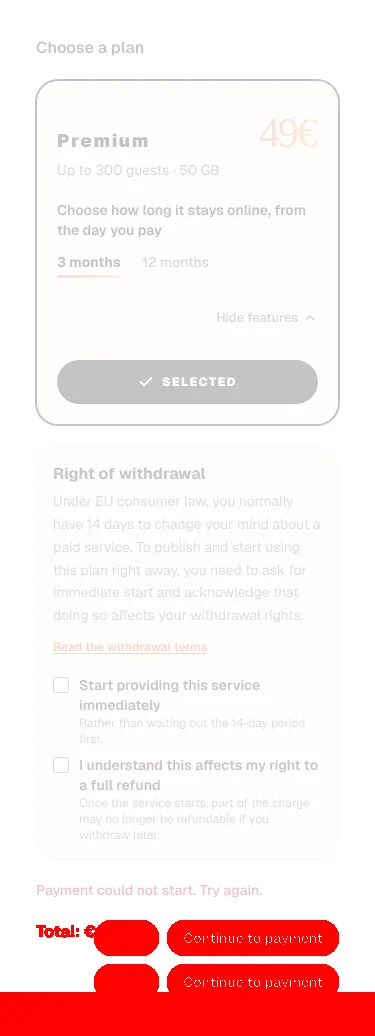 Choose a plan
Premium
49€
Up to 300 guests · 50 GB
Choose how long it stays online, from
the day you pay
3 months 12 months
Hide features
SELECTED
Right of withdrawal
Under EU consumer law, you normally
have 14 days to change your mind about a
paid service. To publish and start using
this plan right away, you need to ask for
immediate start and acknowledge that
doing so affects your withdrawal rights.
Read the withdrawal terms
Start providing this service
immediately
Rather than waiting out the 14-day period
first.
I understand this affects my right to
a full refund
Once the service starts, part of the charge
may no longer be refundable if you
withdraw later.
Payment could not start. Try again.
Total: €
Continue to payment
Continue to payment